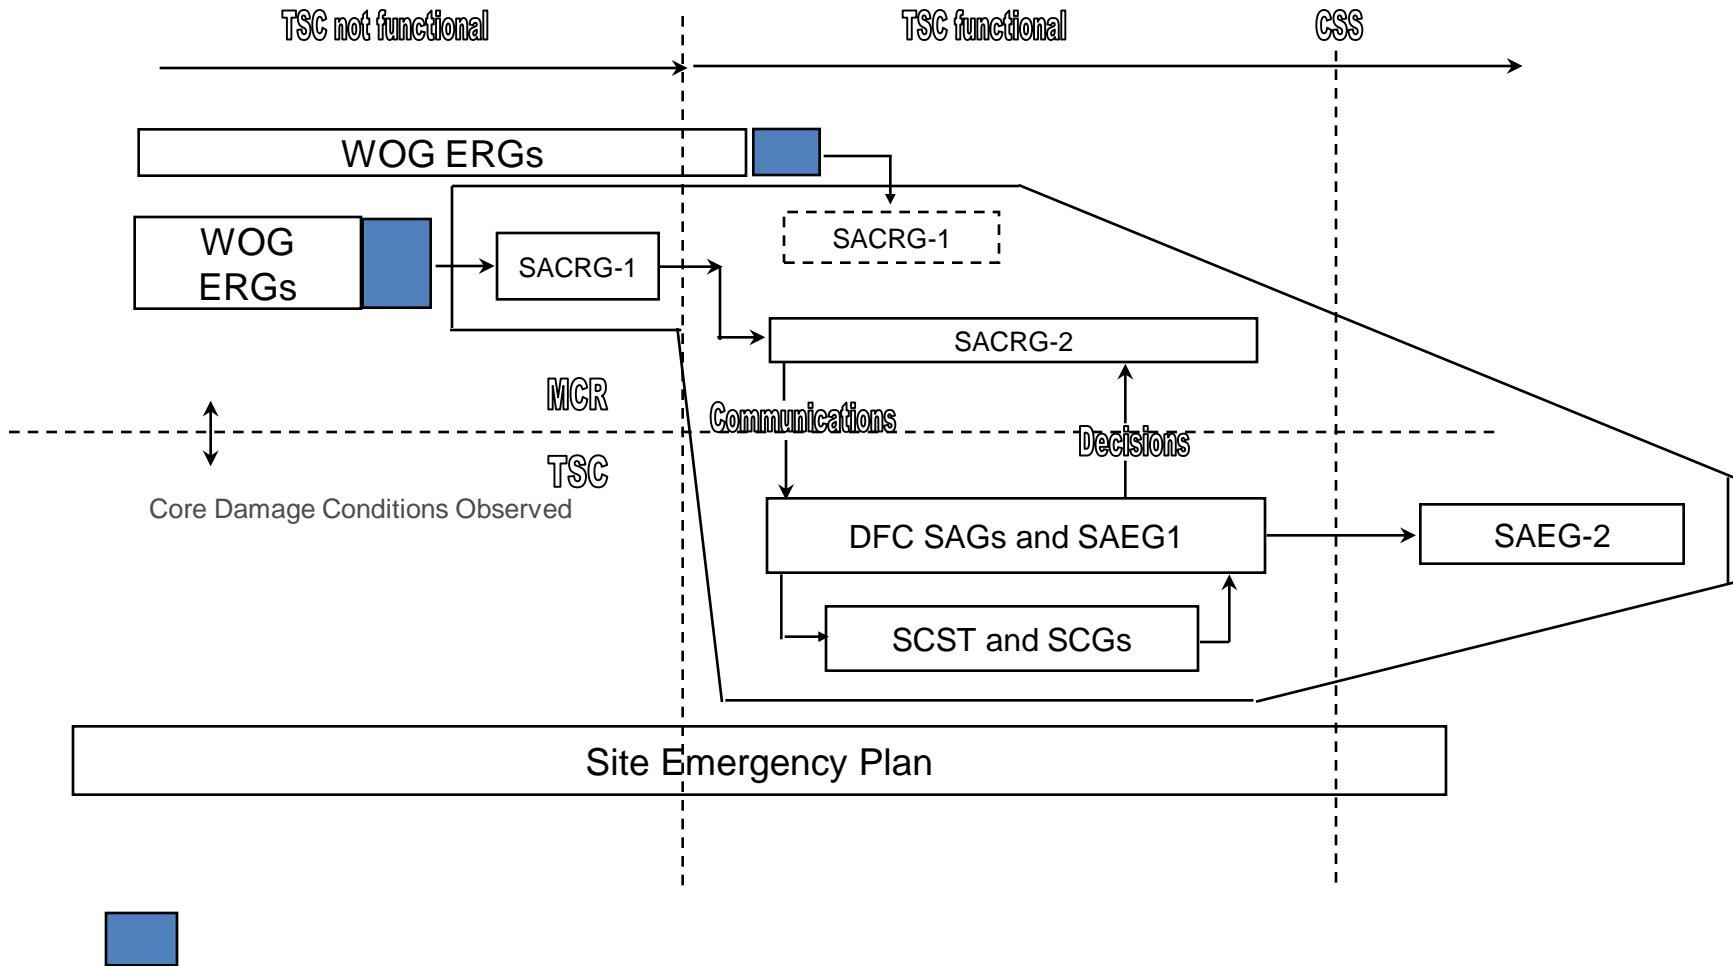 TSC not functional
TSC functional
CSS
WOG ERGs
WOG
ERGs
SACRG-1
SACRG-1
SACRG-2
MCR
Communications
Decisions
TSC
Core Damage Conditions Observed
DFC SAGs and SAEG1
SAEG-2
SCST and SCGs
Site Emergency Plan